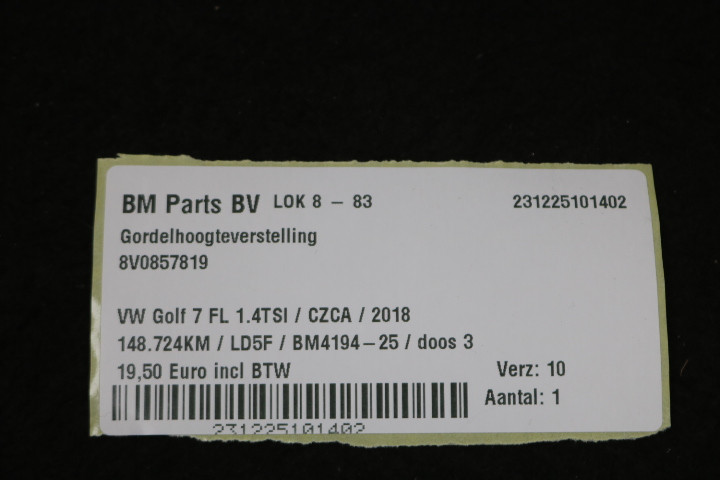 BM Parts BV LOK 8 – 83 231225101402
Gordelhoogteverstelling
8V0857819
VW Golf 7 FL 1.4TSI / CZCA / 2018
148.724KM / LD5F / BM4194–25 / doos 3
19,50 Euro incl BTW Verz: 10
Aantal: 1
231225101402